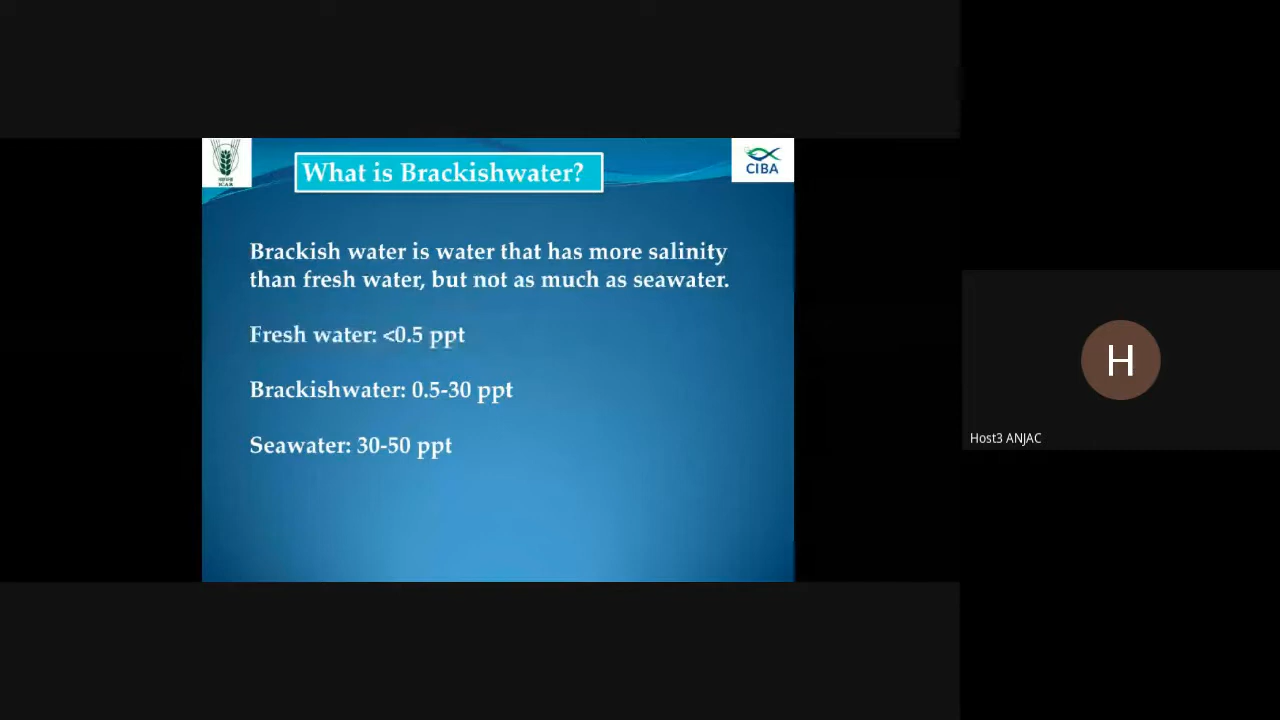 What is Brackishwater?
CIBA
ICAR
Brackish water is water that has more salinity
than fresh water, but not as much as seawater.
Fresh water: <0.5 ppt
Brackishwater: 0.5-30 ppt
Seawater: 30-50 ppt
H
Host3 ANJAC